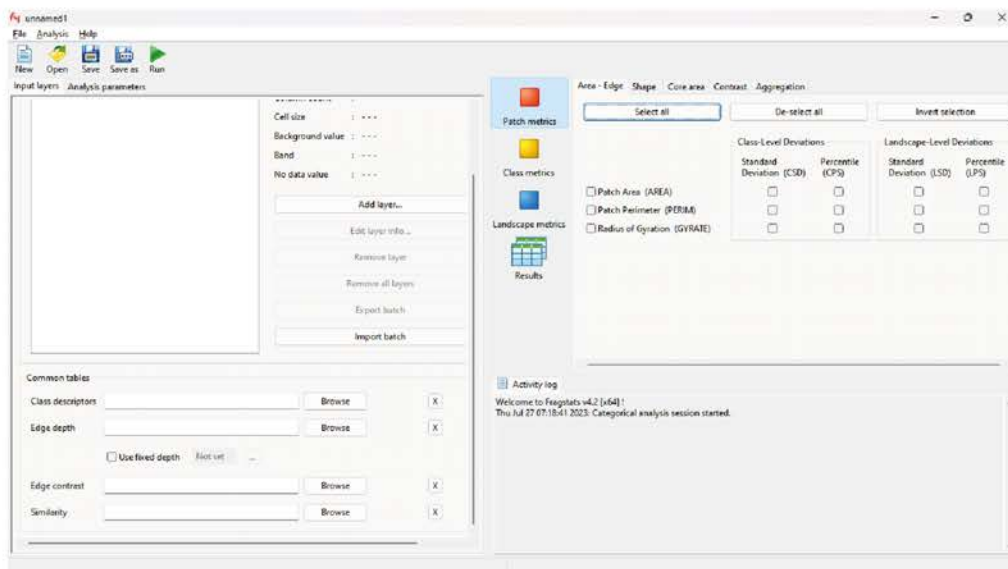 unnamed1
File Analysis Help
New Open Save Save as Run
Input layers Analysis parameters
Cell size : ---
Background value : ---
Band : ---
No data value : ---
Add layer...
Edit layer info...
Remove layer
Remove all layers
Export batch
Import batch
Common tables
Class descriptors Browse X
Edge depth Browse X
Use fixed depth Not set ...
Edge contrast Browse X
Similarity Browse X
Patch metrics
Class metrics
Landscape metrics
Results
Area - Edge Shape Core area Contrast Aggregation
Select all De-select all Invert selection
Class-Level Deviations Landscape-Level Deviations
Standard Percentile Standard Percentile
Deviation (CSD) (CPS) Deviation (LSD) (LPS)
Patch Area (AREA)
Patch Perimeter (PERIM)
Radius of Gyration (GYRATE)
Activity log
Welcome to Fragstats v4.2 [x64] !
Thu Jul 27 07:18:41 2023: Categorical analysis session started.